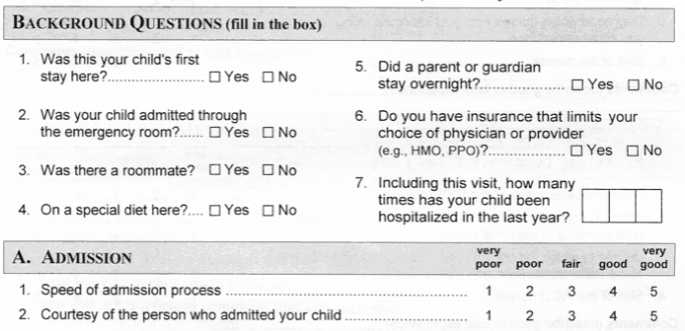 BACKGROUND QUESTIONS (fill in the box)
1. Was this your child's first
stay here?...................... ☐ Yes ☐ No
2. Was your child admitted through
the emergency room?...... ☐ Yes ☐ No
3. Was there a roommate? ☐ Yes ☐ No
4. On a special diet here?.... ☐ Yes ☐ No
5. Did a parent or guardian
stay overnight?.................... ☐ Yes ☐ No
6. Do you have insurance that limits your
choice of physician or provider
(e.g., HMO, PPO)?.................. ☐ Yes ☐ No
7. Including this visit, how many
times has your child been
hospitalized in the last year?
A. ADMISSION very poor poor fair good very good
1. Speed of admission process ........................................ 1 2 3 4 5
2. Courtesy of the person who admitted your child ........................ 1 2 3 4 5